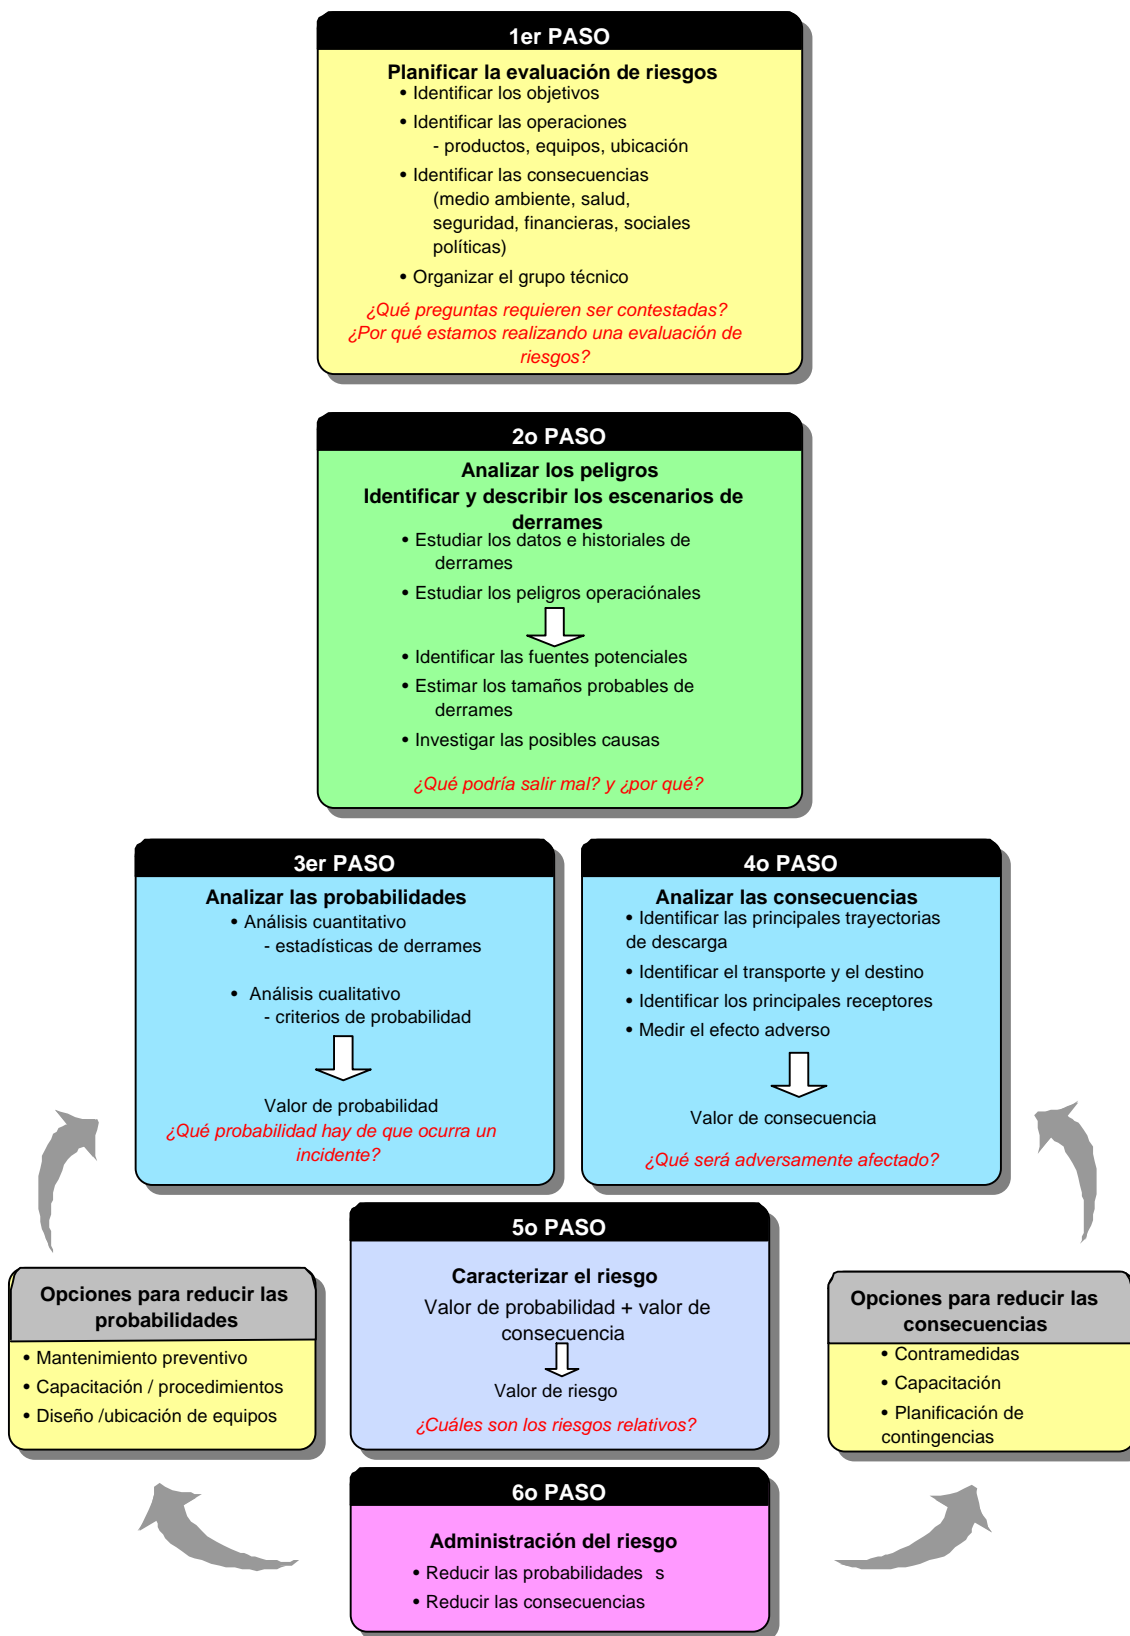 1er PASO
Planificar la evaluación de riesgos
• Identificar los objetivos
• Identificar las operaciones
- productos, equipos, ubicación
• Identificar las consecuencias
(medio ambiente, salud,
seguridad, financieras, sociales
políticas)
• Organizar el grupo técnico
¿Qué preguntas requieren ser contestadas?
¿Por qué estamos realizando una evaluación de
riesgos?
2o PASO
Analizar los peligros
Identificar y describir los escenarios de
derrames
• Estudiar los datos e historiales de
derrames
• Estudiar los peligros operaciónales
• Identificar las fuentes potenciales
• Estimar los tamaños probables de
derrames
• Investigar las posibles causas
¿Qué podría salir mal? y ¿por qué?
3er PASO
Analizar las probabilidades
• Análisis cuantitativo
- estadísticas de derrames
• Análisis cualitativo
- criterios de probabilidad
Valor de probabilidad
¿Qué probabilidad hay de que ocurra un
incidente?
4o PASO
Analizar las consecuencias
• Identificar las principales trayectorias
de descarga
• Identificar el transporte y el destino
• Identificar los principales receptores
• Medir el efecto adverso
Valor de consecuencia
¿Qué será adversamente afectado?
5o PASO
Caracterizar el riesgo
Valor de probabilidad + valor de
consecuencia
Valor de riesgo
¿Cuáles son los riesgos relativos?
Opciones para reducir las
probabilidades
• Mantenimiento preventivo
• Capacitación / procedimientos
• Diseño /ubicación de equipos
Opciones para reducir las
consecuencias
• Contramedidas
• Capacitación
• Planificación de
contingencias
6o PASO
Administración del riesgo
• Reducir las probabilidades s
• Reducir las consecuencias